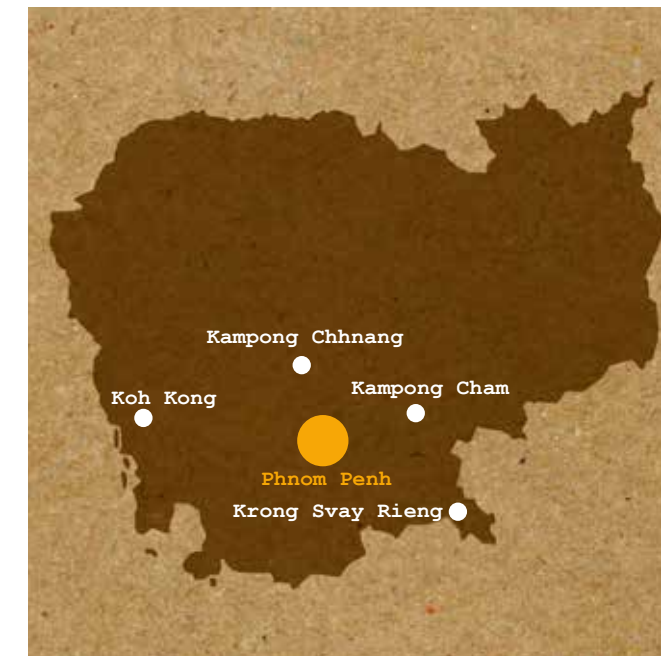 Kampong Chhnang
Kampong Cham
Koh Kong
Phnom Penh
Krong Svay Rieng